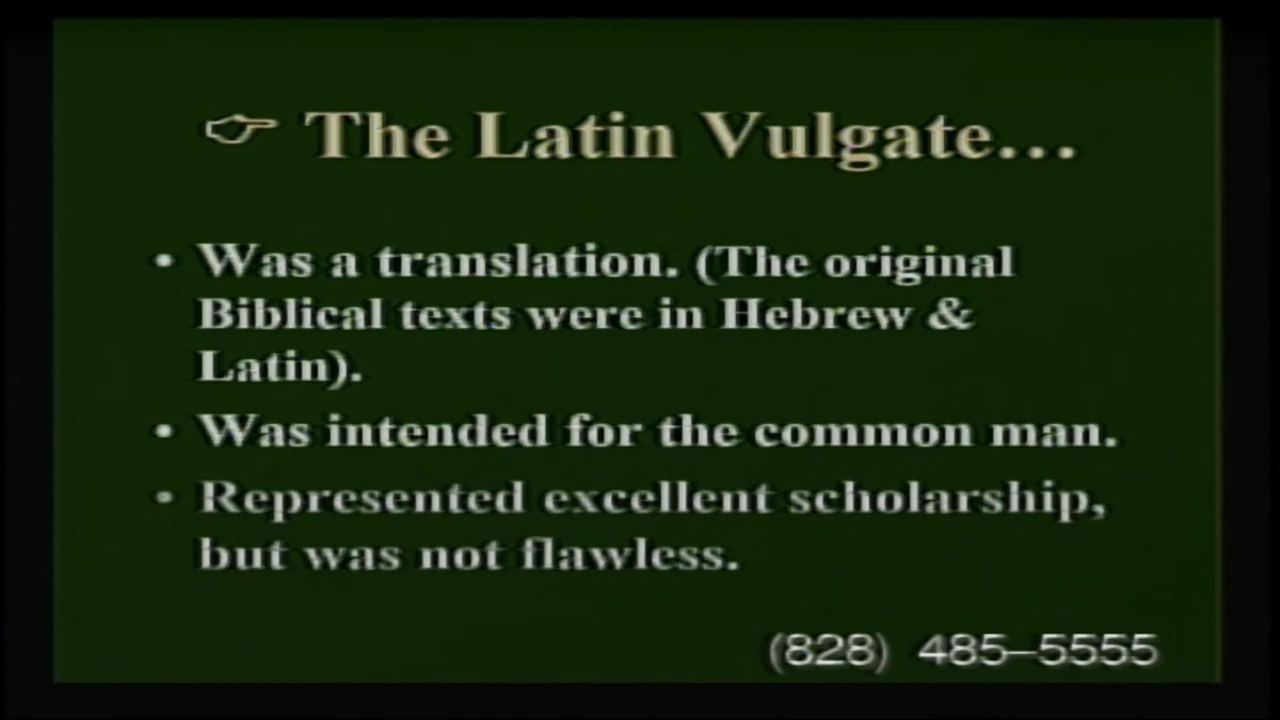 ☞ The Latin Vulgate...
• Was a translation. (The original
Biblical texts were in Hebrew &
Latin).
• Was intended for the common man.
• Represented excellent scholarship,
but was not flawless.
(828) 485–5555